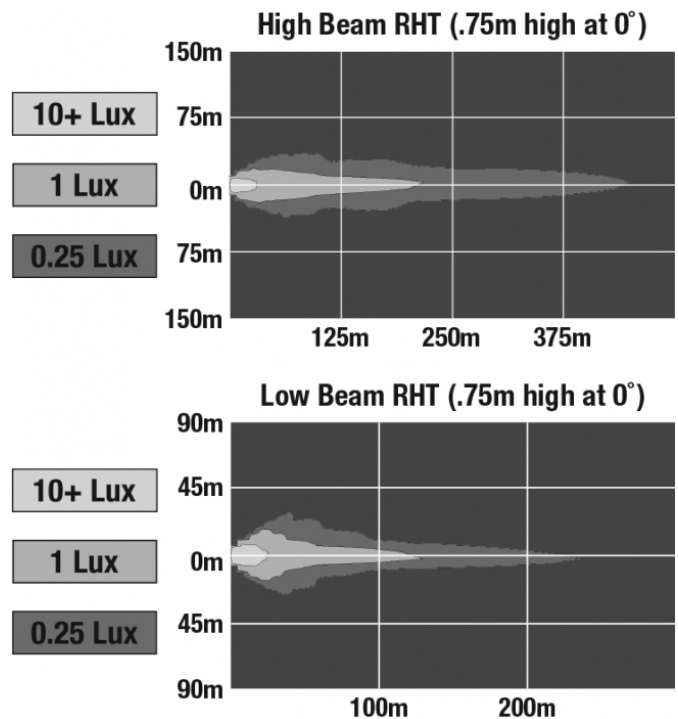 High Beam RHT (.75m high at 0°)
150m
10+ Lux
75m
1 Lux
0m
0.25 Lux
75m
150m
125m 250m 375m
Low Beam RHT (.75m high at 0°)
90m
10+ Lux
45m
1 Lux
0m
0.25 Lux
45m
90m
100m 200m